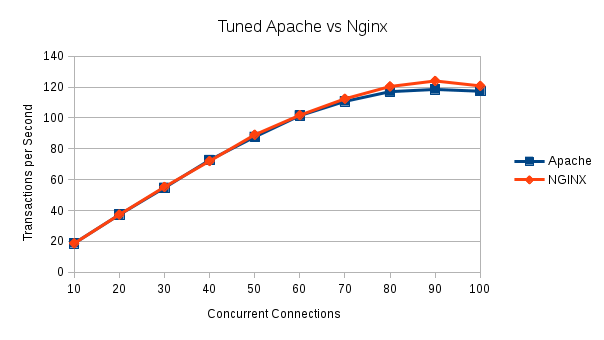 Tuned Apache vs Nginx
Transactions per Second
140
120
100
80
60
40
20
0
10 20 30 40 50 60 70 80 90 100
Concurrent Connections
Apache
NGINX